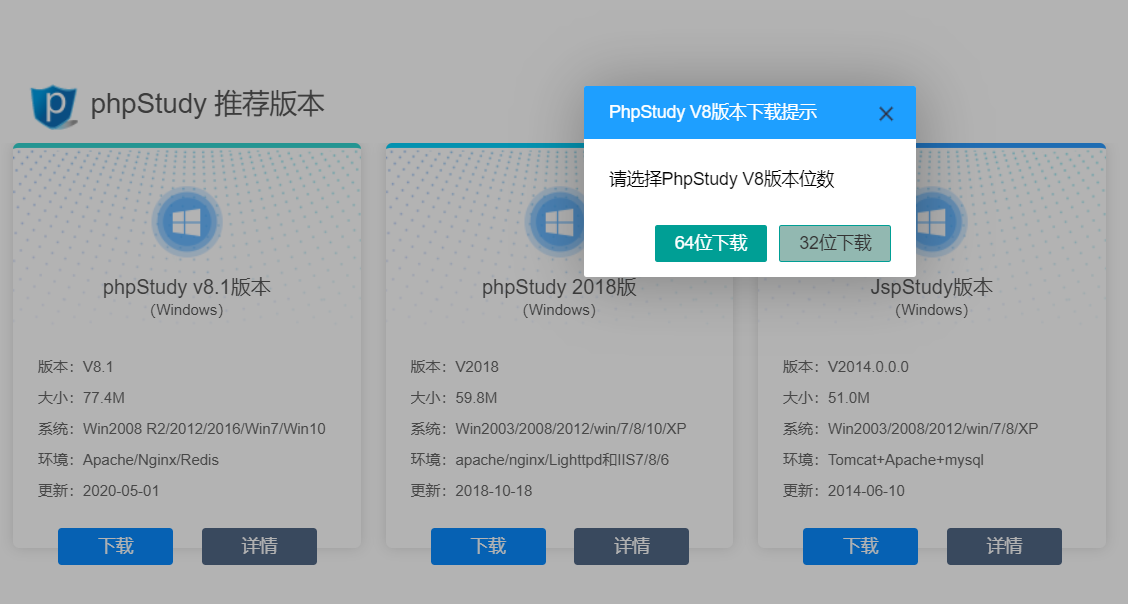 phpStudy 推荐版本
PhpStudy V8版本下载提示
请选择PhpStudy V8版本位数
64位下载
32位下载
phpStudy v8.1版本
(Windows)
版本：V8.1
大小：77.4M
系统：Win2008 R2/2012/2016/Win7/Win10
环境：Apache/Nginx/Redis
更新：2020-05-01
下载
详情
phpStudy 2018版
(Windows)
版本：V2018
大小：59.8M
系统：Win2003/2008/2012/win/7/8/10/XP
环境：apache/nginx/Lighttpd和IIS7/8/6
更新：2018-10-18
下载
详情
JspStudy版本
(Windows)
版本：V2014.0.0.0
大小：51.0M
系统：Win2003/2008/2012/win/7/8/XP
环境：Tomcat+Apache+mysql
更新：2014-06-10
下载
详情